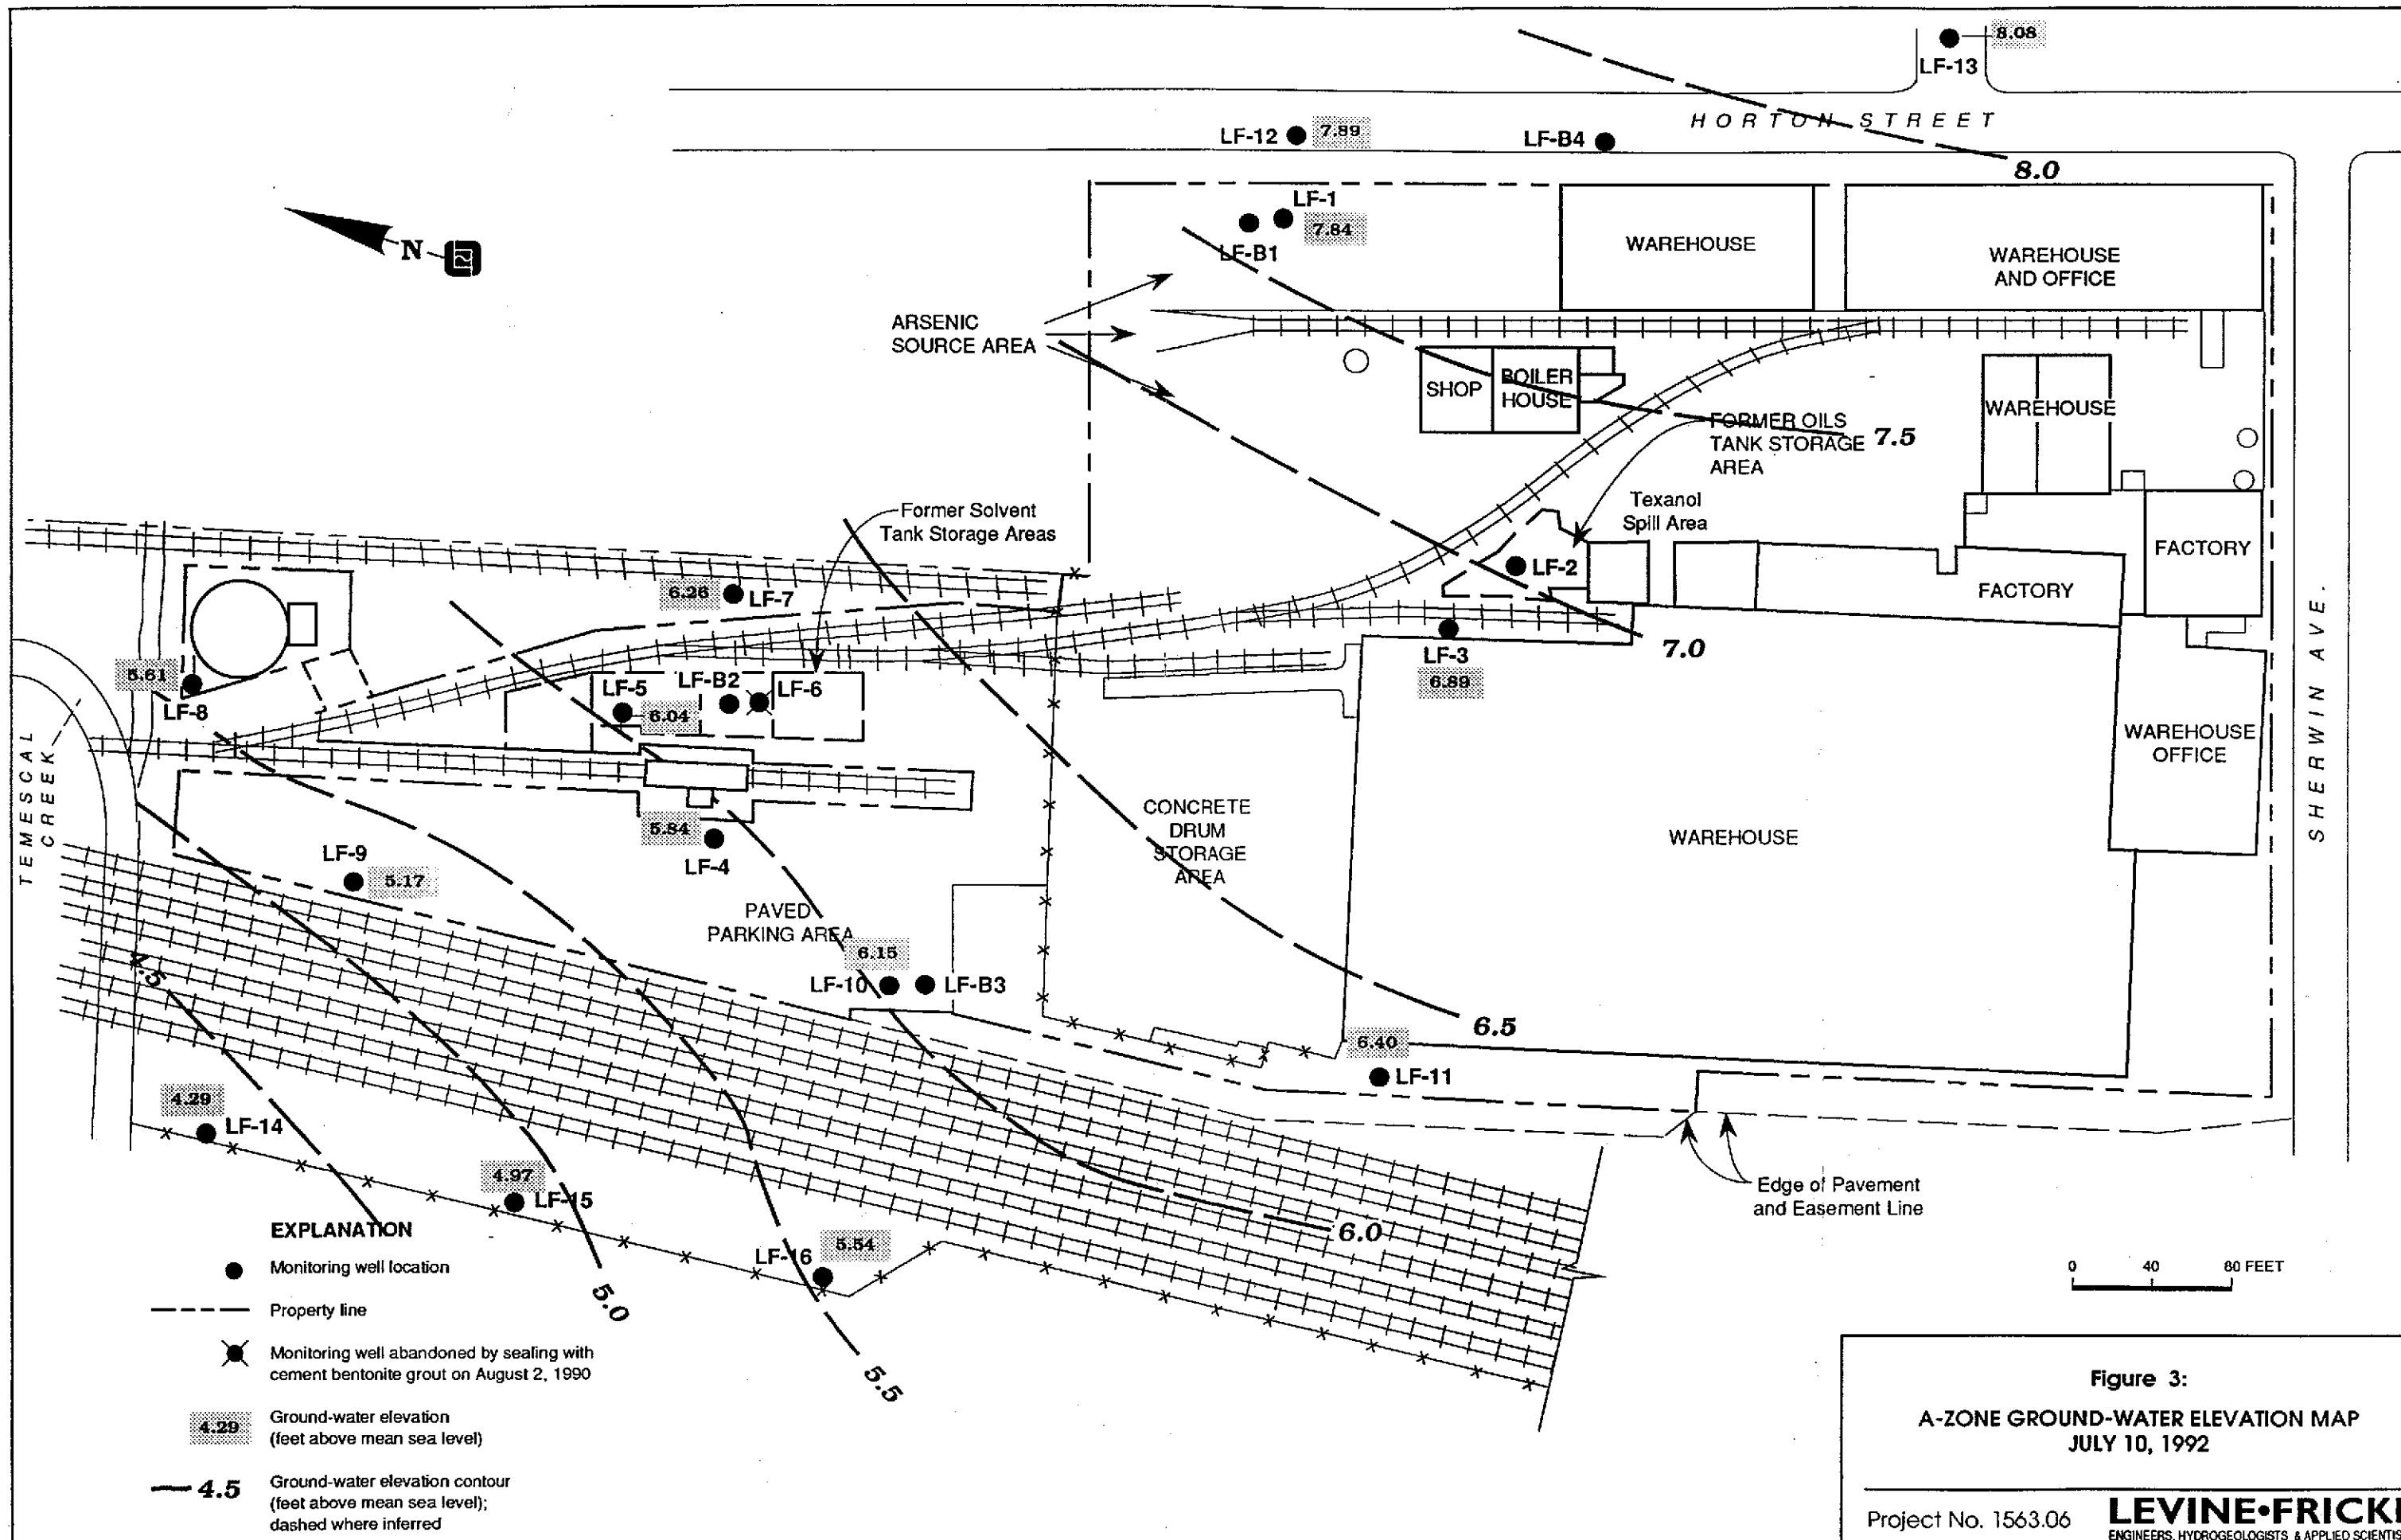 8.08
LF-13
HORTON STREET
LF-12
7.89
LF-B4
8.0
LF-1
7.84
LF-B1
N
WAREHOUSE
WAREHOUSE
AND OFFICE
ARSENIC
SOURCE AREA
SHOP
BOILER
HOUSE
WAREHOUSE
FORMER OILS
TANK STORAGE
AREA
7.5
Former Solvent
Tank Storage Areas
Texanol
Spill Area
FACTORY
LF-2
FACTORY
6.26
LF-7
SHERWIN AVE.
7.0
LF-3
6.89
5.61
LF-8
LF-5
6.04
LF-B2
LF-6
WAREHOUSE
OFFICE
TEMESCAL
CREEK
CONCRETE
DRUM
STORAGE
AREA
WAREHOUSE
5.84
LF-4
LF-9
5.17
PAVED
PARKING AREA
6.15
LF-10
LF-B3
4.5
6.5
6.40
LF-11
4.29
LF-14
4.97
LF-15
Edge of Pavement
and Easement Line
6.0
LF-16
5.54
5.0
5.5
0 40 80 FEET
EXPLANATION
Monitoring well location
Property line
Monitoring well abandoned by sealing with
cement bentonite grout on August 2, 1990
4.29
Ground-water elevation
(feet above mean sea level)
4.5
Ground-water elevation contour
(feet above mean sea level);
dashed where inferred
Figure 3:
A-ZONE GROUND-WATER ELEVATION MAP
JULY 10, 1992
Project No. 1563.06
LEVINE•FRICKE
ENGINEERS, HYDROGEOLOGISTS & APPLIED SCIENTIS